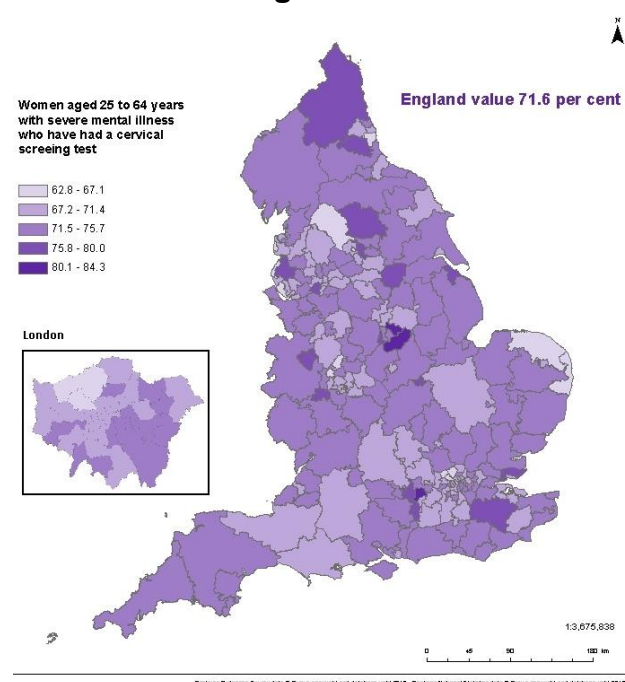 N
England value 71.6 per cent
Women aged 25 to 64 years
with severe mental illness
who have had a cervical
screeing test
62.8 - 67.1
67.2 - 71.4
71.5 - 75.7
75.8 - 80.0
80.1 - 84.3
London
1:3,675,838
0 45 90 180 km